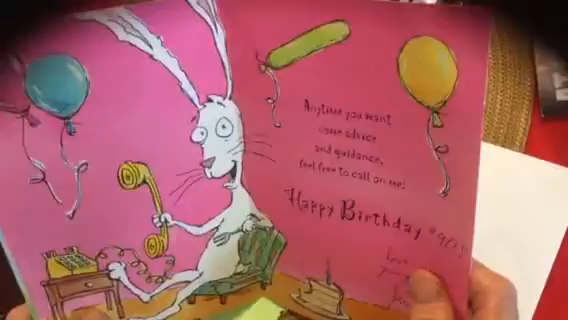 Anytime you want
some advice
and guidance,
feel free to call on me!
Happy Birthday